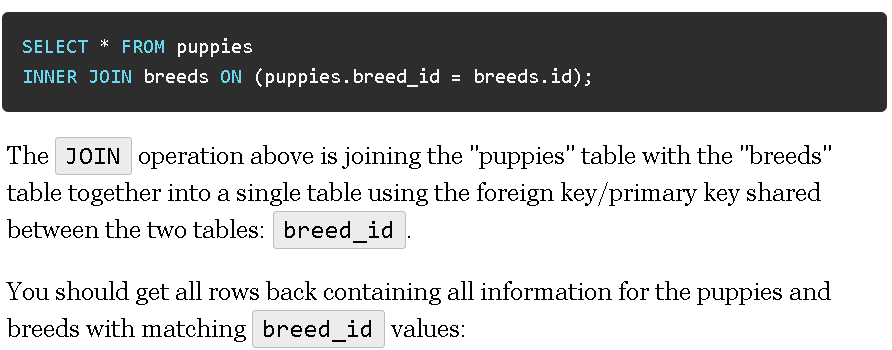 SELECT * FROM puppies
INNER JOIN breeds ON (puppies.breed_id = breeds.id);
The JOIN operation above is joining the "puppies" table with the "breeds"
table together into a single table using the foreign key/primary key shared
between the two tables: breed_id.
You should get all rows back containing all information for the puppies and
breeds with matching breed_id values: